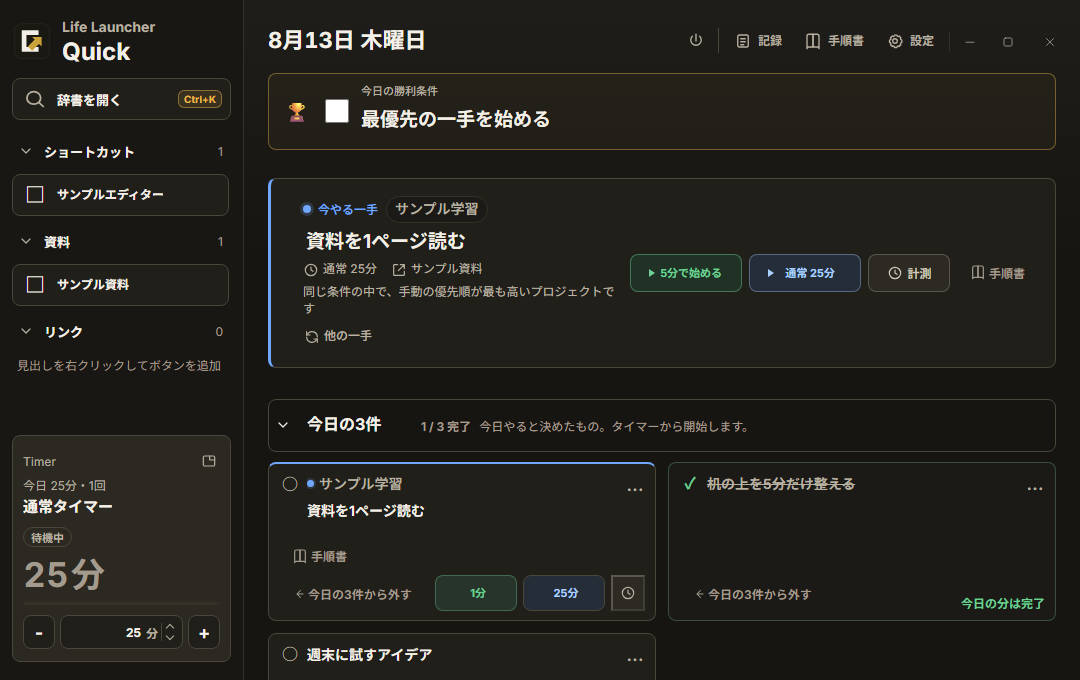 Life Launcher
Quick
辞書を開く
Ctrl+K
ショートカット 1
サンプルエディター
資料 1
サンプル資料
リンク 0
見出しを右クリックしてボタンを追加
Timer
今日 25分・1回
通常タイマー
待機中
25分
- 25 分 +
8月13日 木曜日
記録
手順書
設定
今日の勝利条件
最優先の一手を始める
今やる一手 サンプル学習
資料を1ページ読む
通常 25分 サンプル資料
同じ条件の中で、手動の優先順が最も高いプロジェクトで
す
他の一手
5分で始める
通常 25分
計測
手順書
今日の3件 1 / 3 完了 今日やると決めたもの。タイマーから開始します。
サンプル学習
資料を1ページ読む
手順書
←今日の3件から外す
1分
25分
机の上を5分だけ整える
←今日の3件から外す
今日の分は完了
週末に試すアイデア